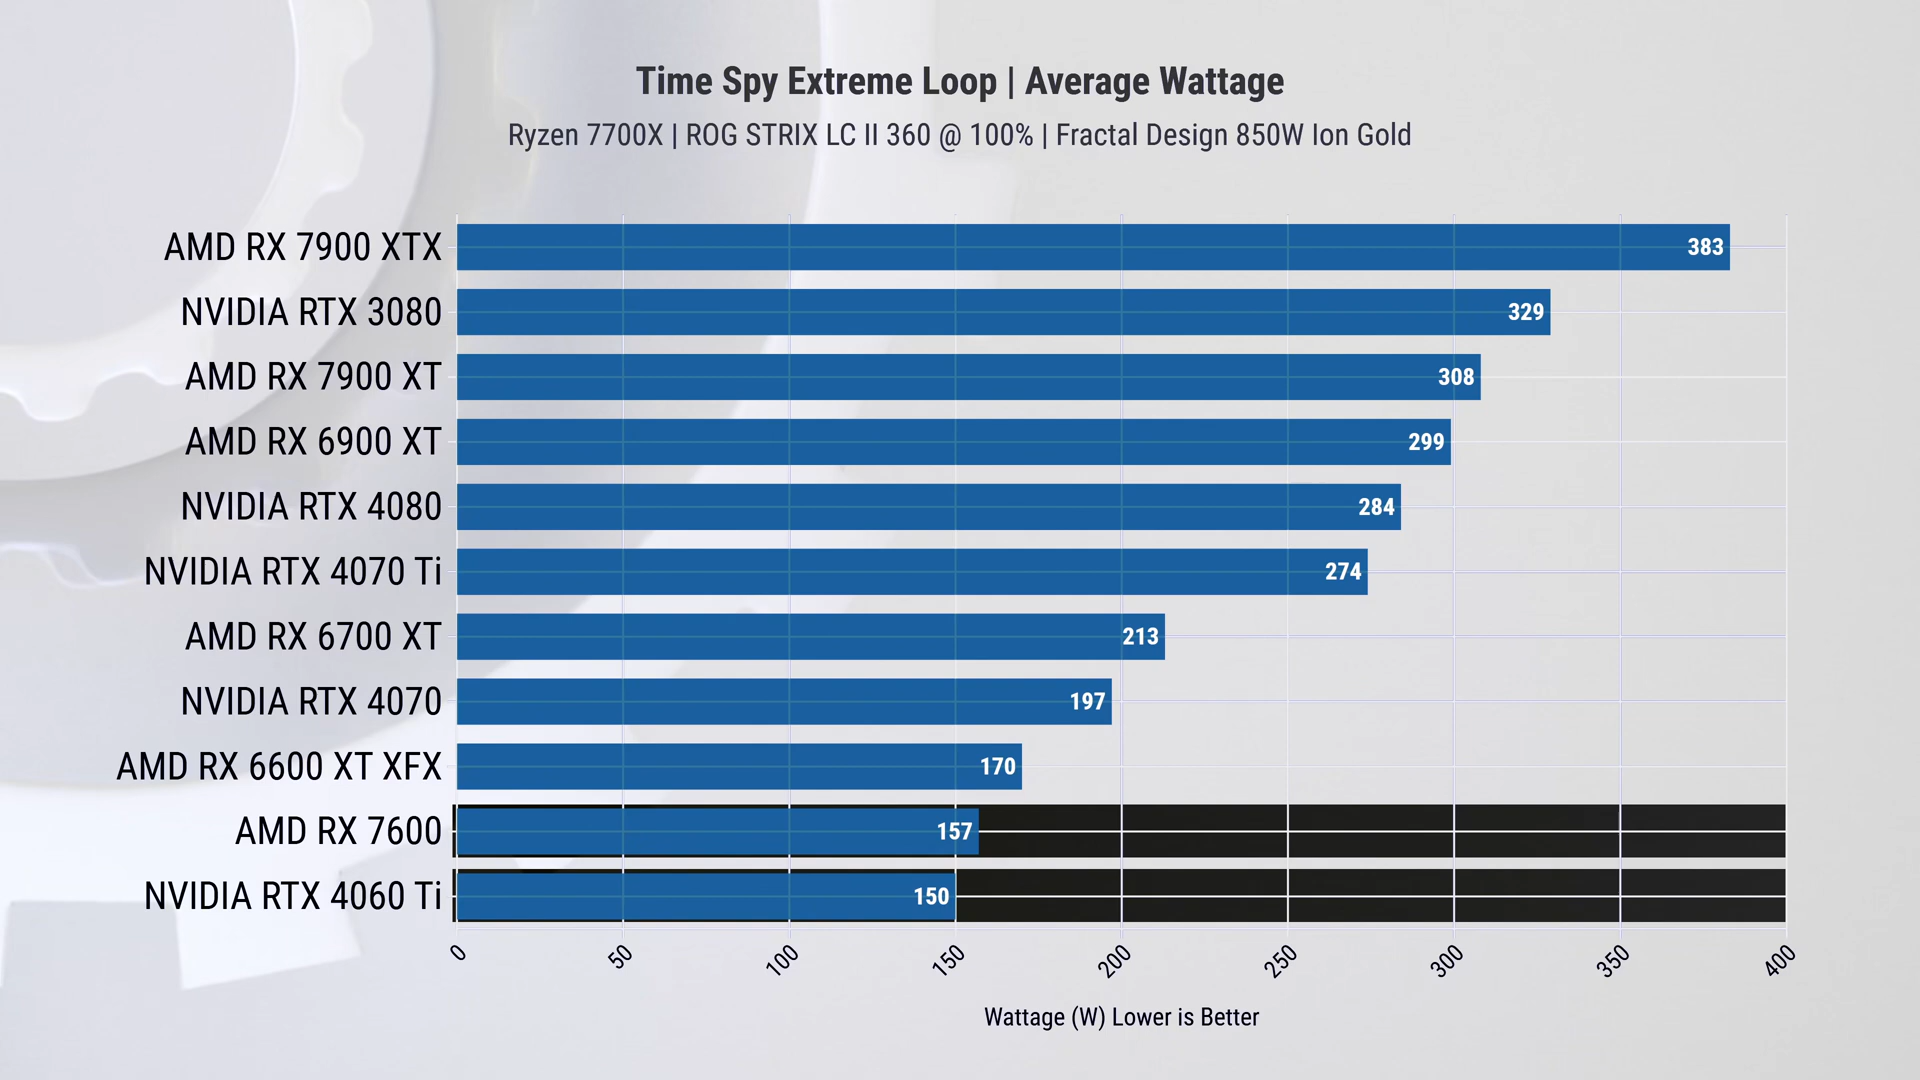 Time Spy Extreme Loop | Average Wattage
Ryzen 7700X | ROG STRIX LC II 360 @ 100% | Fractal Design 850W Ion Gold
AMD RX 7900 XTX 383
NVIDIA RTX 3080 329
AMD RX 7900 XT 308
AMD RX 6900 XT 299
NVIDIA RTX 4080 284
NVIDIA RTX 4070 Ti 274
AMD RX 6700 XT 213
NVIDIA RTX 4070 197
AMD RX 6600 XT XFX 170
AMD RX 7600 157
NVIDIA RTX 4060 Ti 150
0 50 100 150 200 250 300 350 400
Wattage (W) Lower is Better